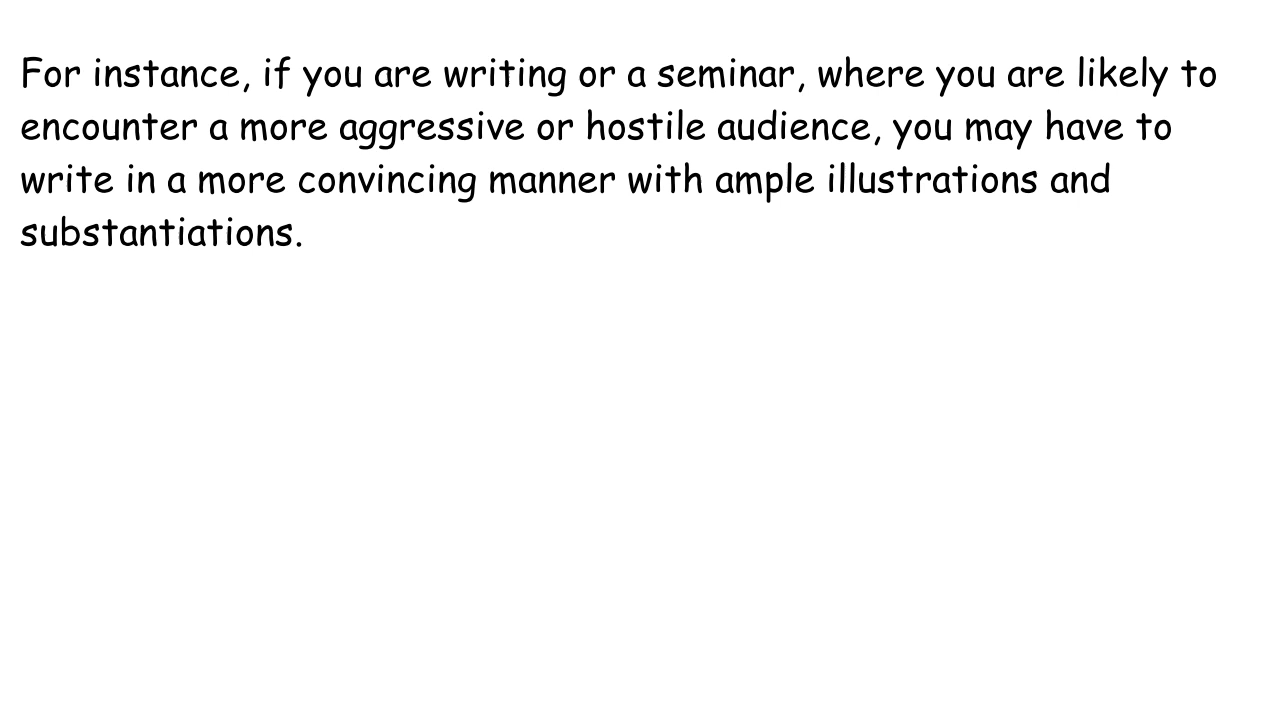 For instance, if you are writing or a seminar, where you are likely to
encounter a more aggressive or hostile audience, you may have to
write in a more convincing manner with ample illustrations and
substantiations.